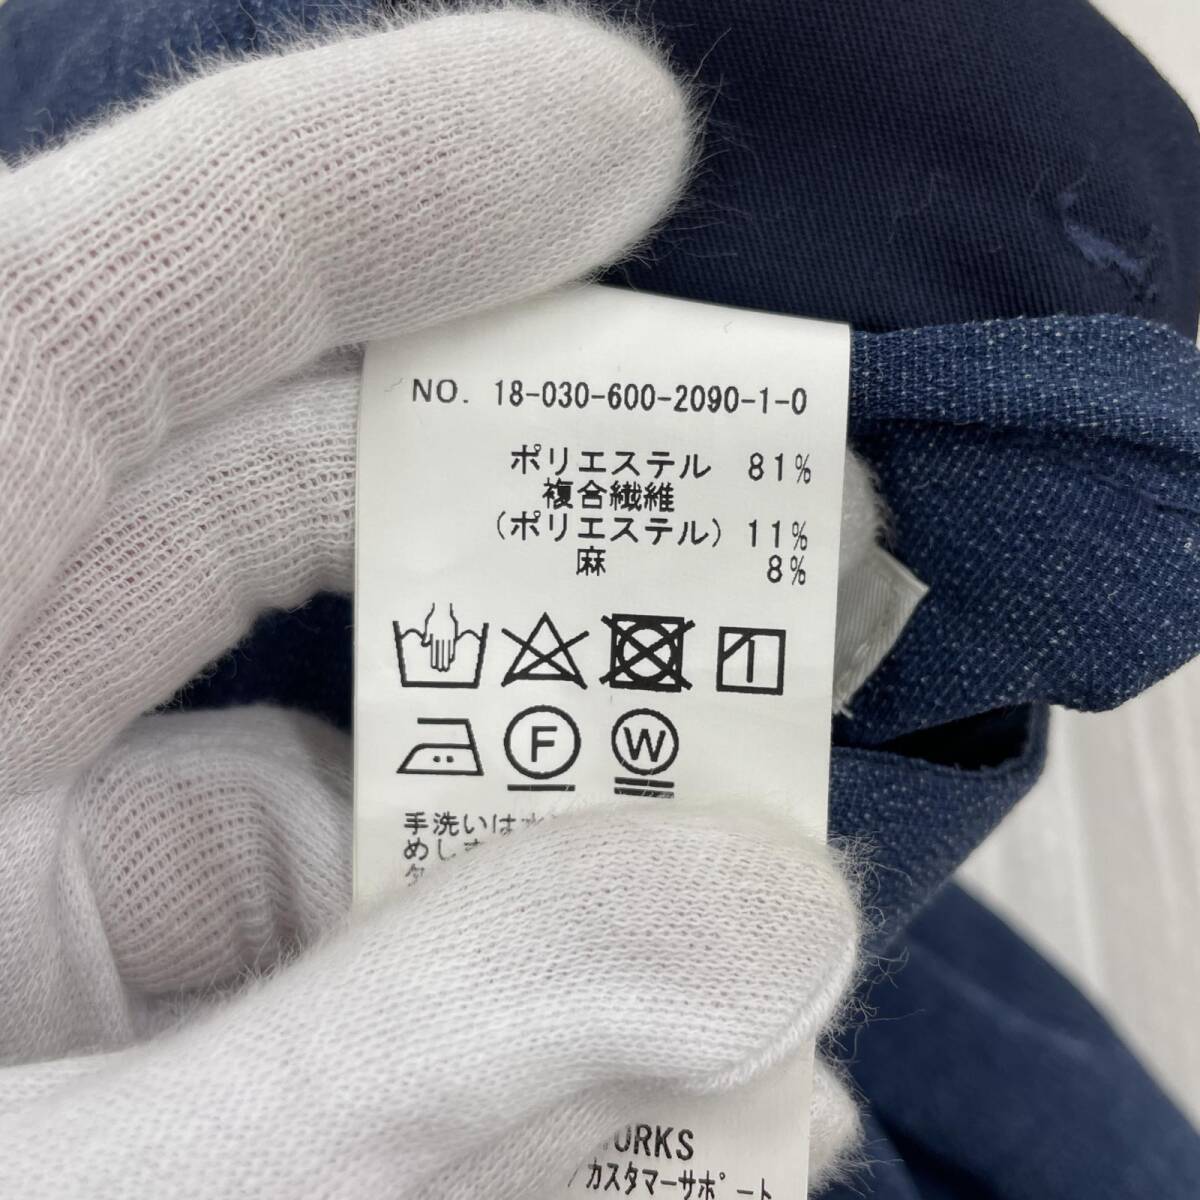 NO. 18-030-600-2090-1-0
ポリエステル 81%
複合繊維
(ポリエステル) 11%
麻 8%
F
W
手洗いは水
めしま
タ
WORKS
カスタマーサポート